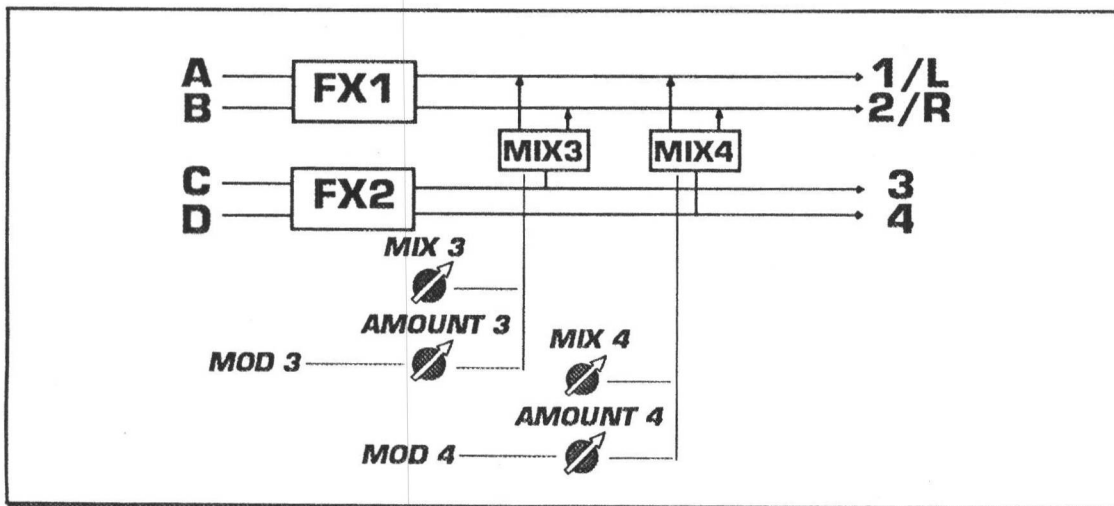 A FX1 1/L
B 2/R
MIX3 MIX4
C FX2 3
D 4
MIX 3
AMOUNT 3
MIX 4
MOD 3
AMOUNT 4
MOD 4